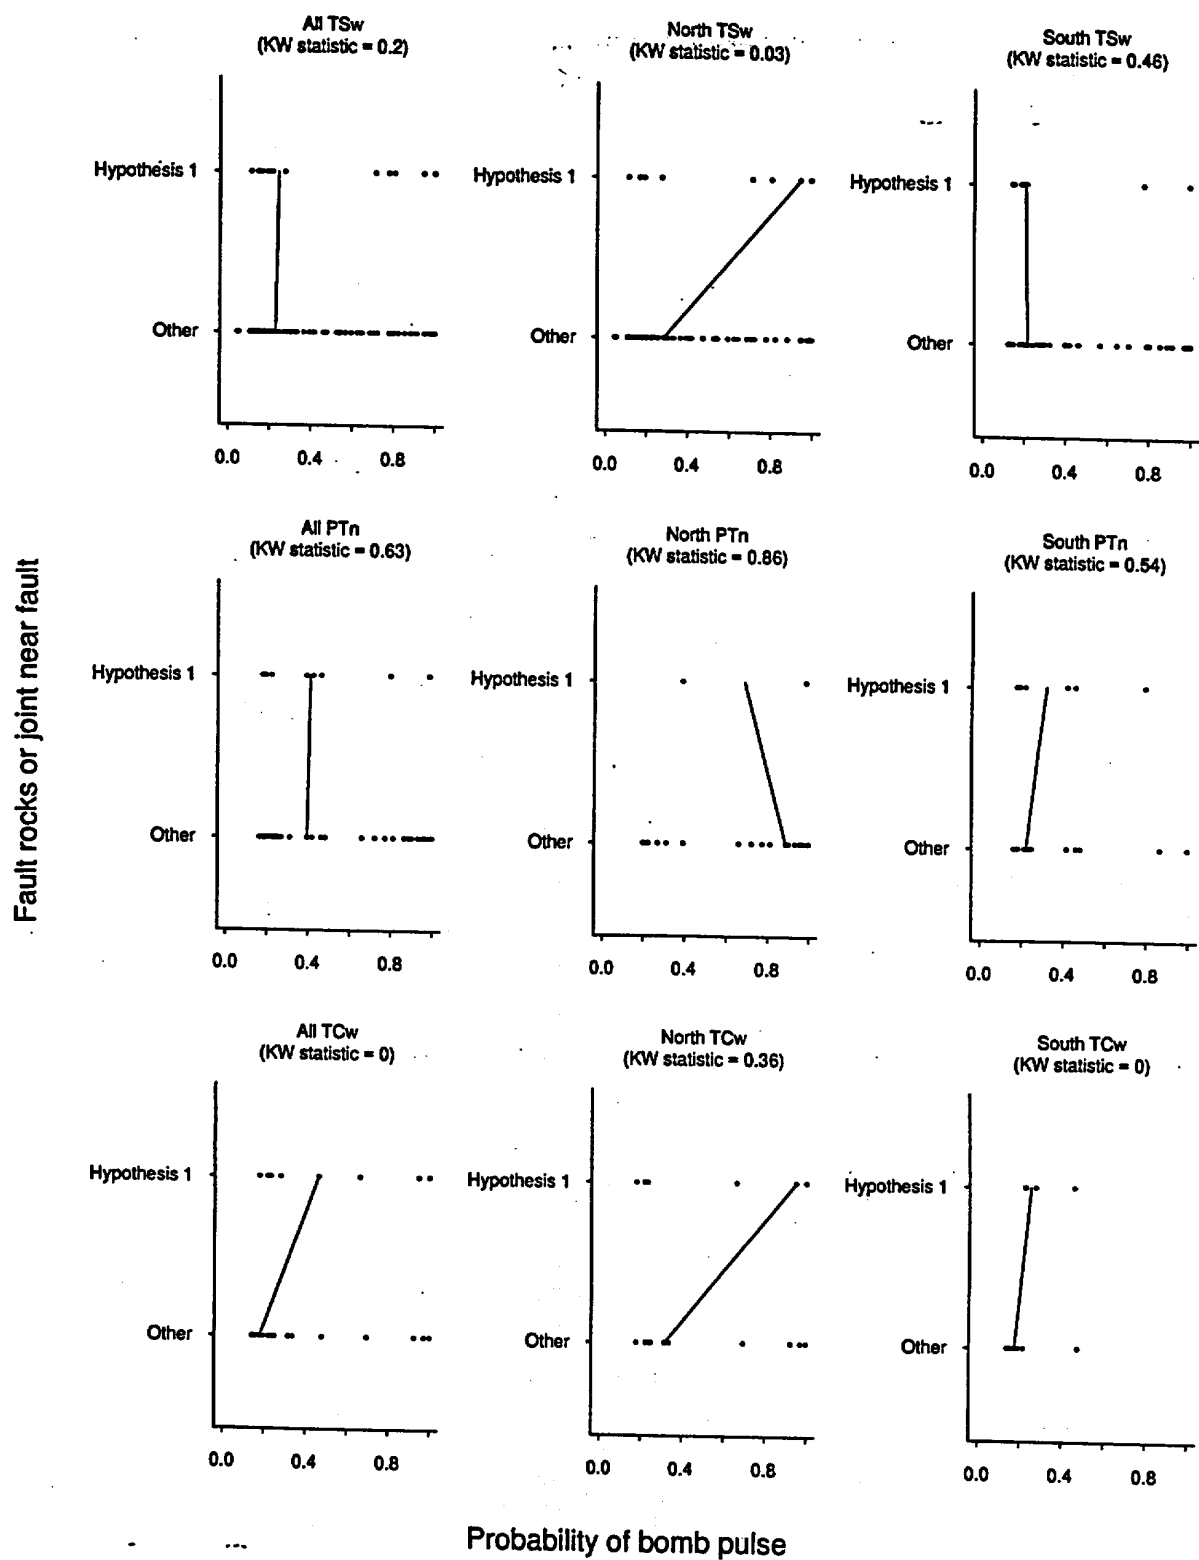 All TSw
(KW statistic = 0.2)
North TSw
(KW statistic = 0.03)
South TSw
(KW statistic = 0.46)
Hypothesis 1
Other
0.0 0.4 0.8
Hypothesis 1
Other
0.0 0.4 0.8
Hypothesis 1
Other
0.0 0.4 0.8
All PTn
(KW statistic = 0.63)
North PTn
(KW statistic = 0.86)
South PTn
(KW statistic = 0.54)
Fault rocks or joint near fault
Hypothesis 1
Other
0.0 0.4 0.8
Hypothesis 1
Other
0.0 0.4 0.8
Hypothesis 1
Other
0.0 0.4 0.8
All TCw
(KW statistic = 0)
North TCw
(KW statistic = 0.36)
South TCw
(KW statistic = 0)
Hypothesis 1
Other
0.0 0.4 0.8
Hypothesis 1
Other
0.0 0.4 0.8
Hypothesis 1
Other
0.0 0.4 0.8
Probability of bomb pulse